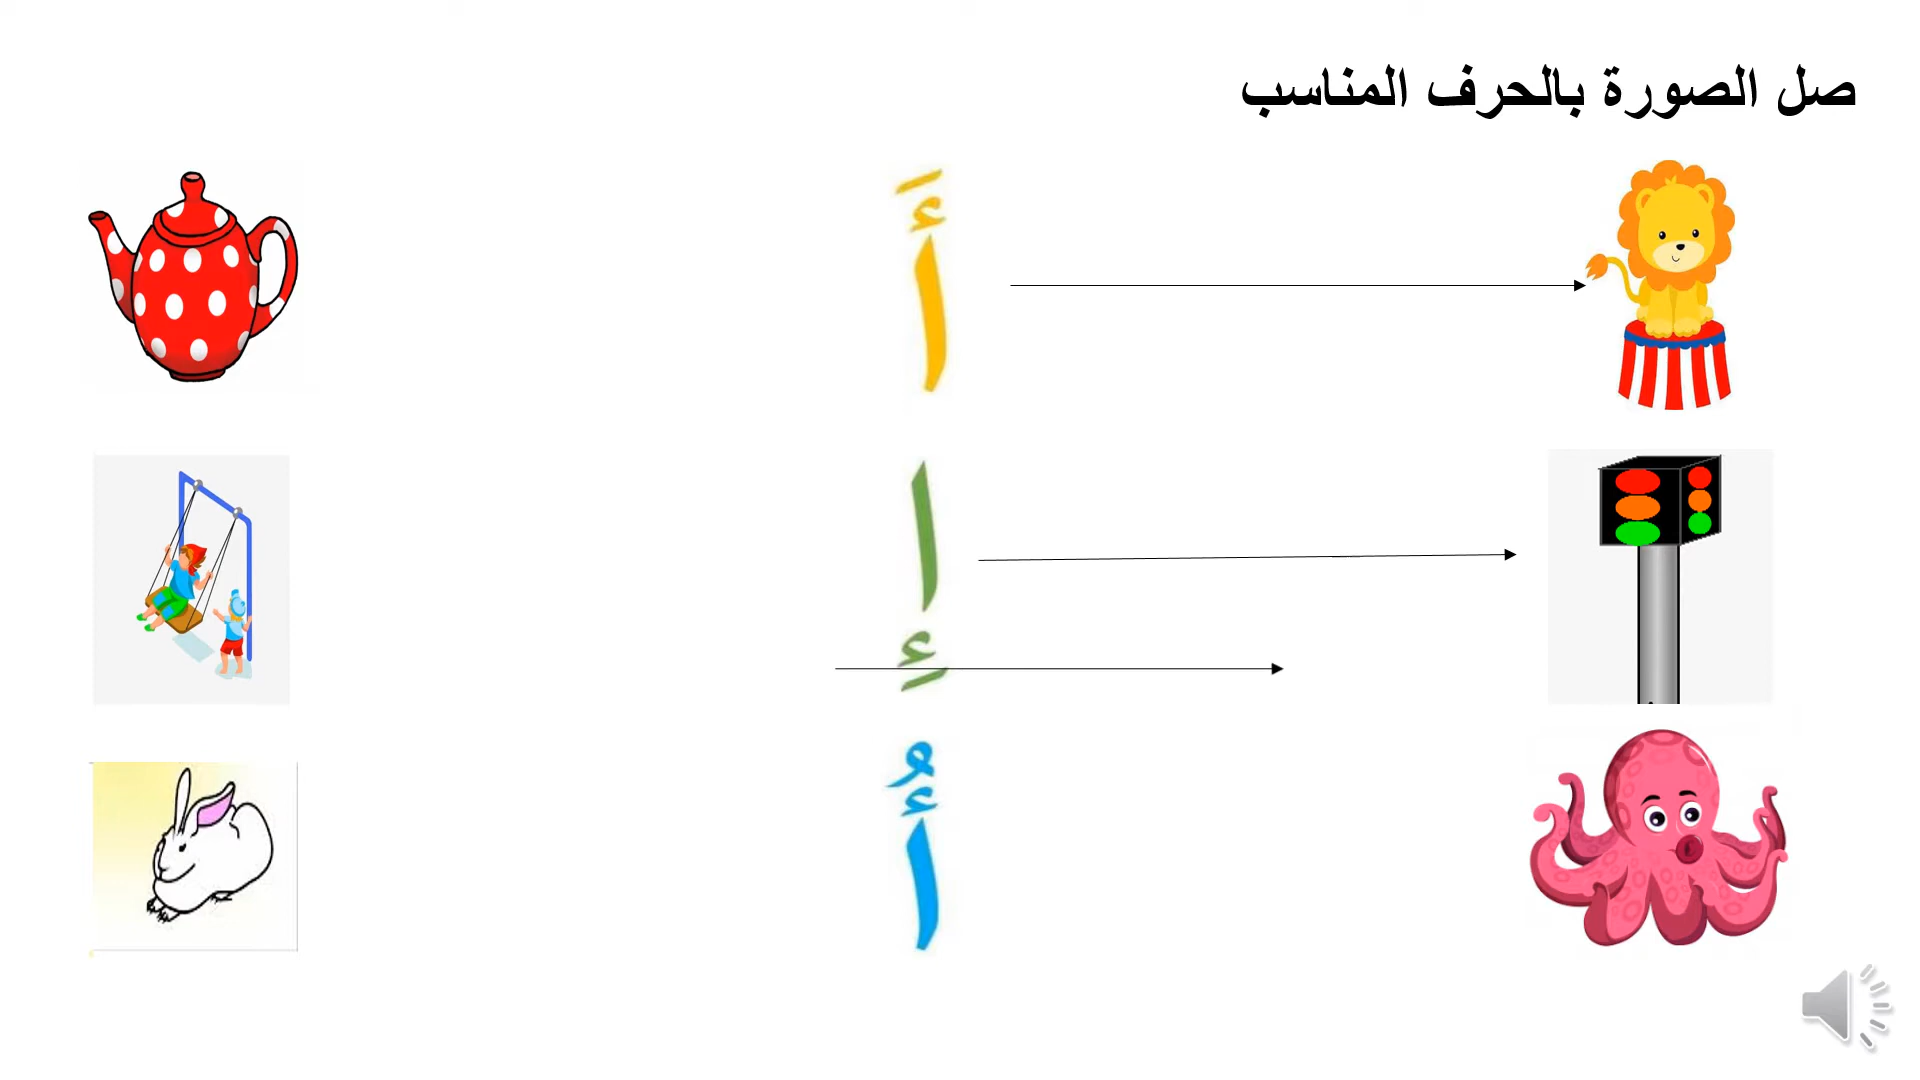 صل الصورة بالحرف المناسب
أَ
إِ
أُ